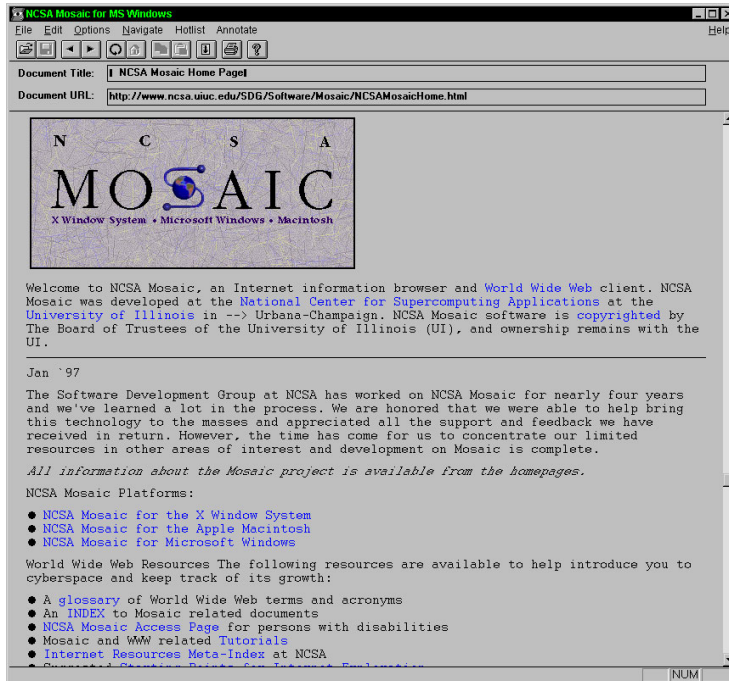 NCSA Mosaic for MS Windows
File Edit Options Navigate Hotlist Annotate Help
Document Title: NCSA Mosaic Home Page
Document URL: http://www.ncsa.uiuc.edu/SDG/Software/Mosaic/NCSAMosaicHome.html
N C S A
MOSAIC
X Window System • Microsoft Windows • Macintosh
Welcome to NCSA Mosaic, an Internet information browser and World Wide Web client. NCSA
Mosaic was developed at the National Center for Supercomputing Applications at the
University of Illinois in --> Urbana-Champaign. NCSA Mosaic software is copyrighted by
The Board of Trustees of the University of Illinois (UI), and ownership remains with the
UI.
Jan `97
The Software Development Group at NCSA has worked on NCSA Mosaic for nearly four years
and we've learned a lot in the process. We are honored that we were able to help bring
this technology to the masses and appreciated all the support and feedback we have
received in return. However, the time has come for us to concentrate our limited
resources in other areas of interest and development on Mosaic is complete.
All information about the Mosaic project is available from the homepages.
NCSA Mosaic Platforms:
● NCSA Mosaic for the X Window System
● NCSA Mosaic for the Apple Macintosh
● NCSA Mosaic for Microsoft Windows
World Wide Web Resources The following resources are available to help introduce you to
cyberspace and keep track of its growth:
● A glossary of World Wide Web terms and acronyms
● An INDEX to Mosaic related documents
● NCSA Mosaic Access Page for persons with disabilities
● Mosaic and WWW related Tutorials
● Internet Resources Meta-Index at NCSA
● Suggested Starting Points for Internet Exploration
NUM